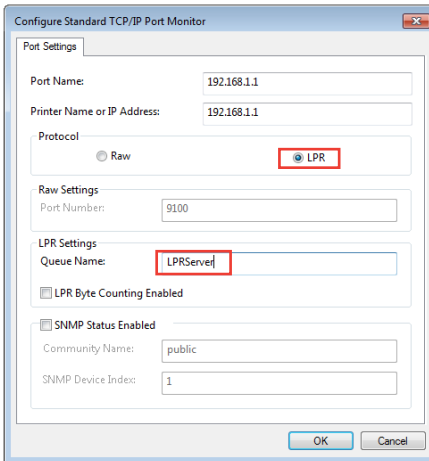 Configure Standard TCP/IP Port Monitor
Port Settings
Port Name: 192.168.1.1
Printer Name or IP Address: 192.168.1.1
Protocol
Raw LPR
Raw Settings
Port Number: 9100
LPR Settings
Queue Name: LPRServer
LPR Byte Counting Enabled
SNMP Status Enabled
Community Name: public
SNMP Device Index: 1
OK Cancel